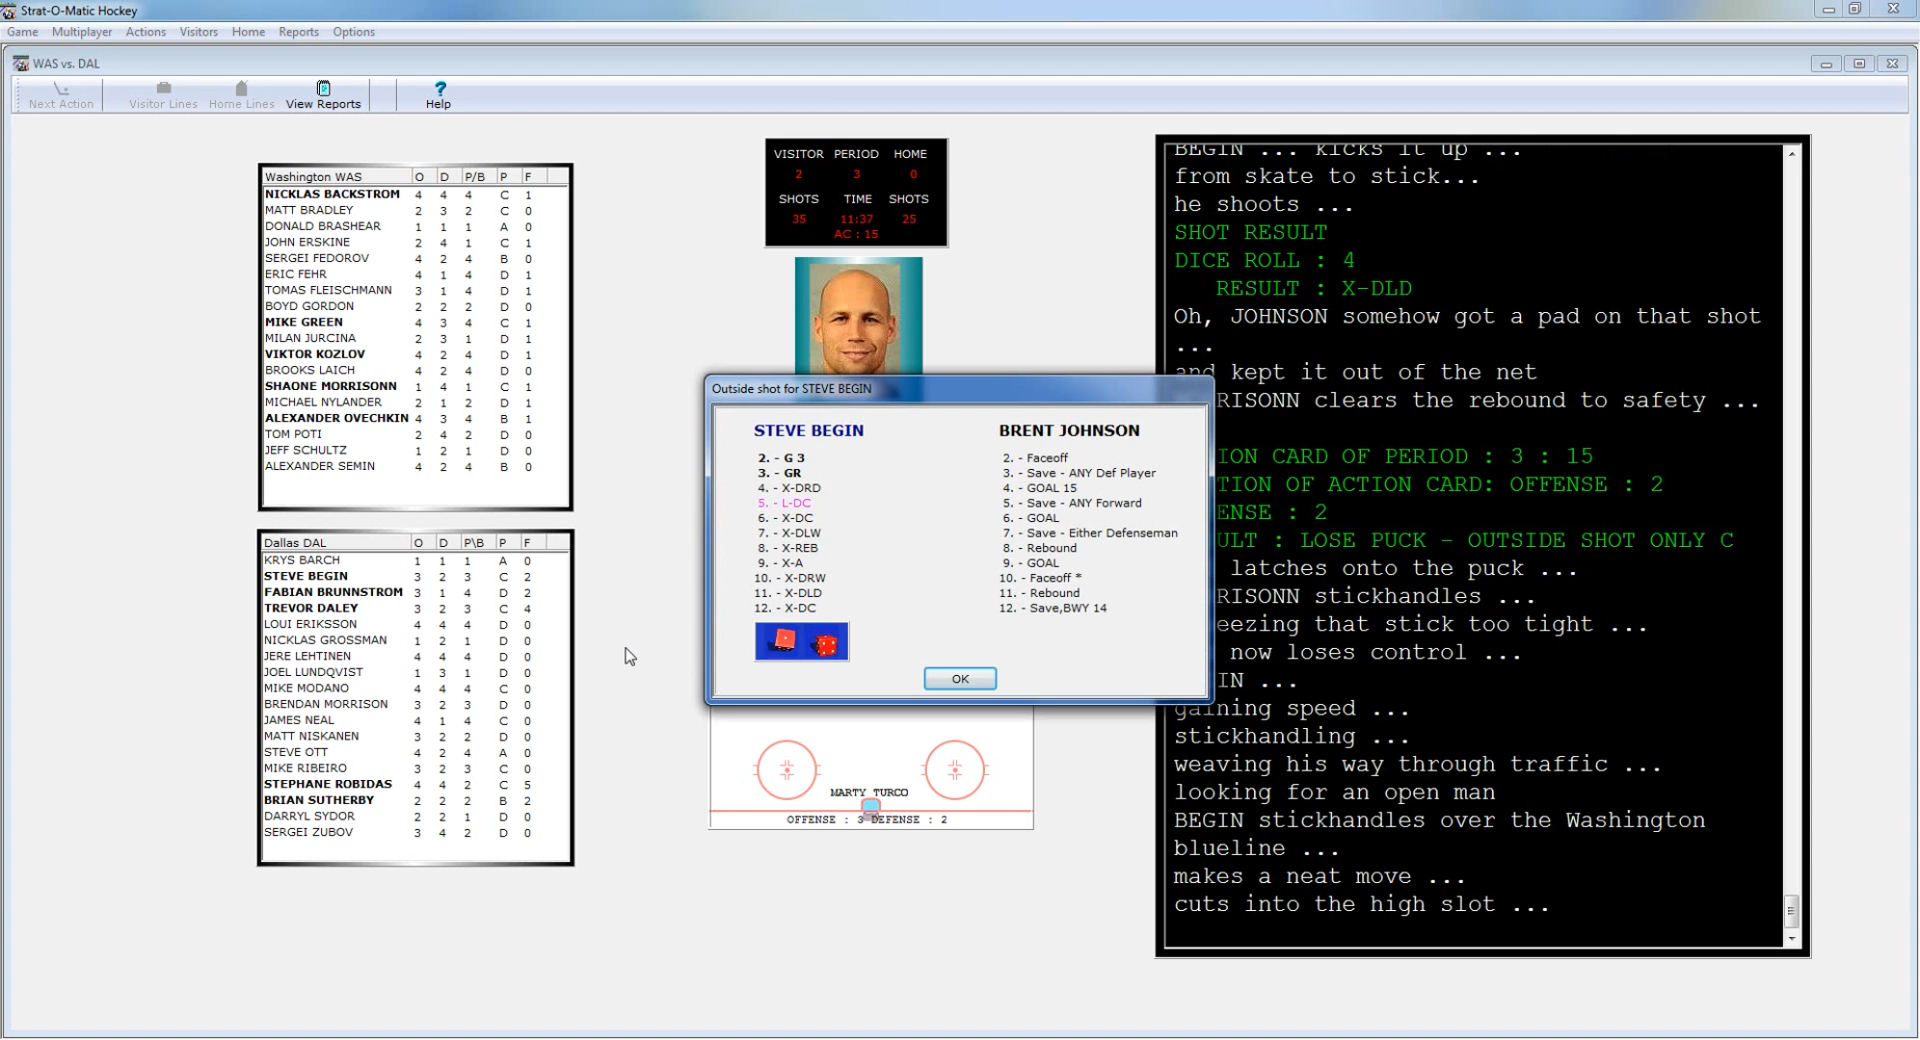 Strat-O-Matic Hockey
Game Multiplayer Actions Visitors Home Reports Options
WAS vs. DAL
Next Action Visitor Lines Home Lines View Reports Help
Washington WAS O D P/B P F
NICKLAS BACKSTROM 4 4 4 C 1
MATT BRADLEY 2 3 2 C 0
DONALD BRASHEAR 1 1 1 A 0
JOHN ERSKINE 2 4 1 C 1
SERGEI FEDOROV 4 2 4 B 0
ERIC FEHR 4 1 4 D 1
TOMAS FLEISCHMANN 3 1 4 D 1
BOYD GORDON 2 2 2 D 0
MIKE GREEN 4 3 4 C 1
MILAN JURCINA 2 3 1 D 0
VIKTOR KOZLOV 4 2 4 D 1
BROOKS LAICH 4 2 4 D 0
SHAONE MORRISONN 1 4 1 C 1
MICHAEL NYLANDER 2 1 2 D 1
ALEXANDER OVECHKIN 4 3 4 B 1
TOM POTI 2 4 2 D 0
JEFF SCHULTZ 1 2 1 D 0
ALEXANDER SEMIN 4 2 4 B 0
Dallas DAL O D P\B P F
KRYS BARCH 1 1 1 A 0
STEVE BEGIN 3 2 3 C 2
FABIAN BRUNNSTROM 3 1 4 D 2
TREVOR DALEY 3 2 3 C 4
LOUI ERIKSSON 4 4 4 D 0
NICKLAS GROSSMAN 1 2 1 D 0
JERE LEHTINEN 4 4 4 D 0
JOEL LUNDQVIST 1 3 1 D 0
MIKE MODANO 4 4 4 C 0
BRENDAN MORRISON 3 2 3 D 0
JAMES NEAL 4 1 4 C 0
MATT NISKANEN 3 2 2 D 0
STEVE OTT 4 2 4 A 0
MIKE RIBEIRO 3 2 3 C 0
STEPHANE ROBIDAS 4 4 2 C 5
BRIAN SUTHERBY 2 2 2 B 2
DARRYL SYDOR 2 2 1 D 0
SERGEI ZUBOV 3 4 2 D 0
VISITOR PERIOD HOME
2 3 0
SHOTS TIME SHOTS
35 11:37 25
AC : 15
Outside shot for STEVE BEGIN
STEVE BEGIN
2. - G 3
3. - GR
4. - X-DRD
5. - L-DC
6. - X-DC
7. - X-DLW
8. - X-REB
9. - X-A
10. - X-DRW
11. - X-DLD
12. - X-DC
BRENT JOHNSON
2. - Faceoff
3. - Save - ANY Def Player
4. - GOAL 15
5. - Save - ANY Forward
6. - GOAL
7. - Save - Either Defenseman
8. - Rebound
9. - GOAL
10. - Faceoff *
11. - Rebound
12. - Save,BWY 14
OK
MARTY TURCO
OFFENSE : 3 DEFENSE : 2
BEGIN ... kicks it up ...
from skate to stick...
he shoots ...
SHOT RESULT
DICE ROLL : 4
RESULT : X-DLD
Oh, JOHNSON somehow got a pad on that shot
...
and kept it out of the net
RISONN clears the rebound to safety ...
ION CARD OF PERIOD : 3 : 15
TION OF ACTION CARD: OFFENSE : 2
ENSE : 2
ULT : LOSE PUCK - OUTSIDE SHOT ONLY C
latches onto the puck ...
RISONN stickhandles ...
eezing that stick too tight ...
now loses control ...
IN ...
gaining speed ...
stickhandling ...
weaving his way through traffic ...
looking for an open man
BEGIN stickhandles over the Washington
blueline ...
makes a neat move ...
cuts into the high slot ...